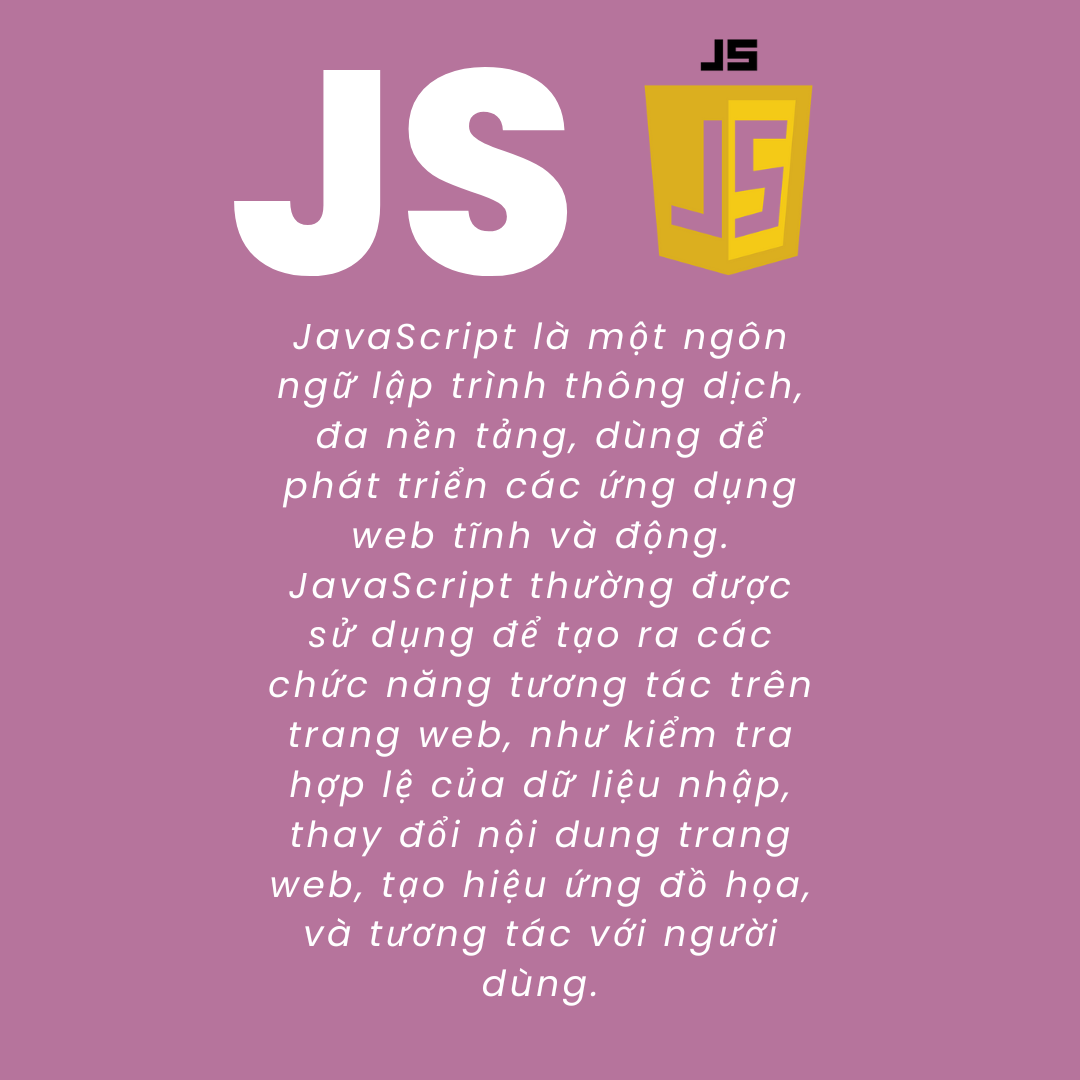 JS
JS
JS
JavaScript là một ngôn
ngữ lập trình thông dịch,
đa nền tảng, dùng để
phát triển các ứng dụng
web tĩnh và động.
JavaScript thường được
sử dụng để tạo ra các
chức năng tương tác trên
trang web, như kiểm tra
hợp lệ của dữ liệu nhập,
thay đổi nội dung trang
web, tạo hiệu ứng đồ họa,
và tương tác với người
dùng.